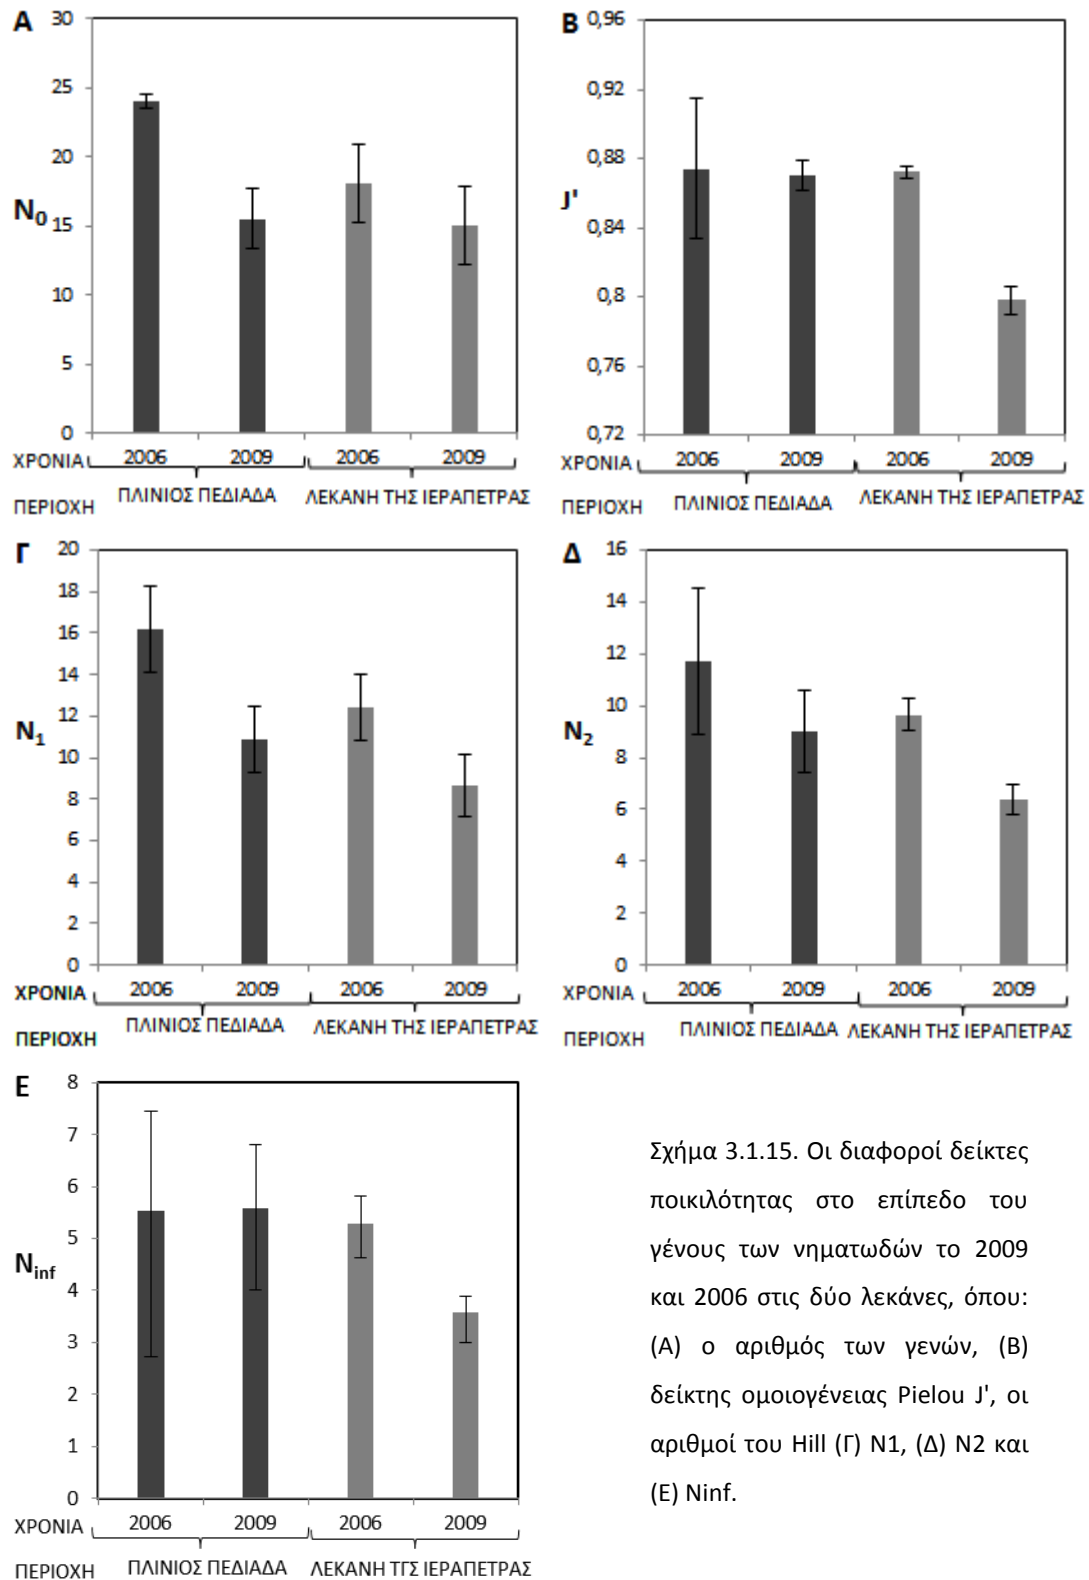 Α
30
25
20
15
10
5
0
N0
ΧΡΟΝΙΑ 2006 2009 2006 2009
ΠΕΡΙΟΧΗ ΠΛΙΝΙΟΣ ΠΕΔΙΑΔΑ ΛΕΚΑΝΗ ΤΗΣ ΙΕΡΑΠΕΤΡΑΣ
Β
0,96
0,92
0,88
0,84
0,8
0,76
0,72
J'
ΧΡΟΝΙΑ 2006 2009 2006 2009
ΠΕΡΙΟΧΗ ΠΛΙΝΙΟΣ ΠΕΔΙΑΔΑ ΛΕΚΑΝΗ ΤΗΣ ΙΕΡΑΠΕΤΡΑΣ
Γ
20
18
16
14
12
10
8
6
4
2
0
N1
ΧΡΟΝΙΑ 2006 2009 2006 2009
ΠΕΡΙΟΧΗ ΠΛΙΝΙΟΣ ΠΕΔΙΑΔΑ ΛΕΚΑΝΗ ΤΗΣ ΙΕΡΑΠΕΤΡΑΣ
Δ
16
14
12
10
8
6
4
2
0
N2
ΧΡΟΝΙΑ 2006 2009 2006 2009
ΠΕΡΙΟΧΗ ΠΛΙΝΙΟΣ ΠΕΔΙΑΔΑ ΛΕΚΑΝΗ ΤΗΣ ΙΕΡΑΠΕΤΡΑΣ
Ε
8
7
6
5
4
3
2
1
0
Ninf
ΧΡΟΝΙΑ 2006 2009 2006 2009
ΠΕΡΙΟΧΗ ΠΛΙΝΙΟΣ ΠΕΔΙΑΔΑ ΛΕΚΑΝΗ ΤΓΣ ΙΕΡΑΠΕΤΡΑΣ
Σχήμα 3.1.15. Οι διαφοροί δείκτες
ποικιλότητας στο επίπεδο του
γένους των νηματωδών το 2009
και 2006 στις δύο λεκάνες, όπου:
(Α) ο αριθμός των γενών, (Β)
δείκτης ομοιογένειας Pielou J', οι
αριθμοί του Hill (Γ) N1, (Δ) N2 και
(Ε) Ninf.